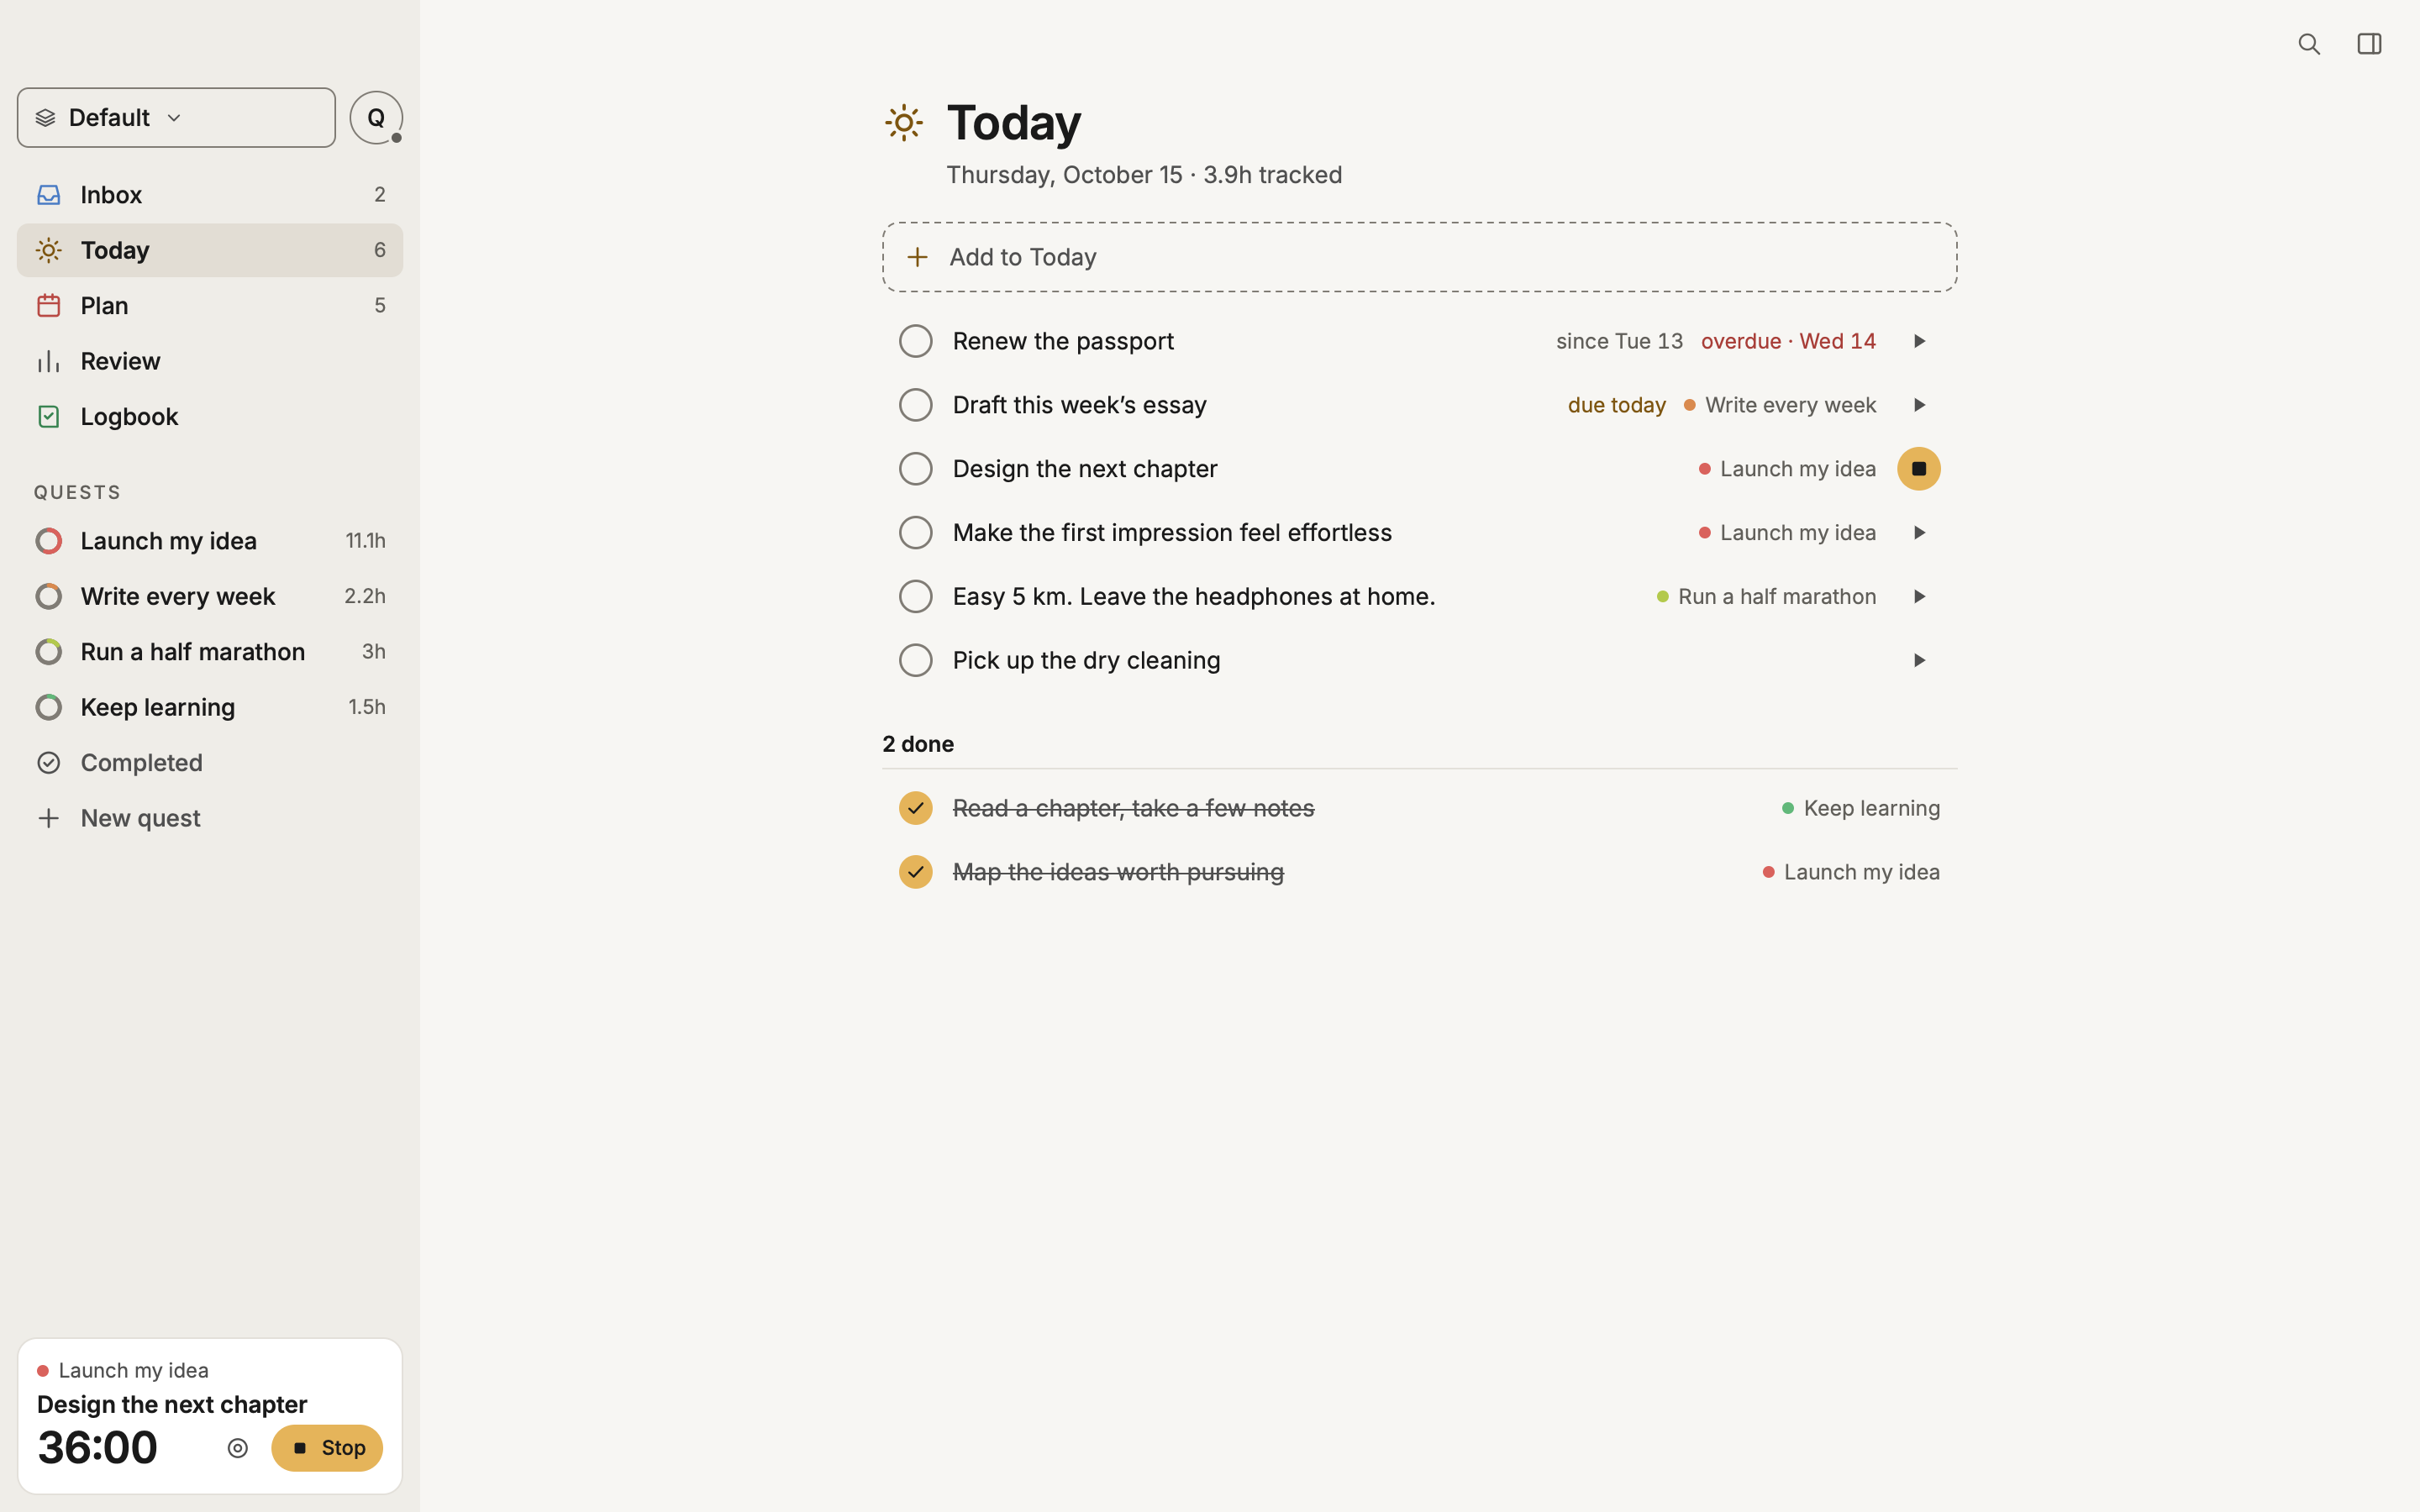 Default
Q
Inbox 2
Today 6
Plan 5
Review
Logbook
QUESTS
Launch my idea 11.1h
Write every week 2.2h
Run a half marathon 3h
Keep learning 1.5h
Completed
New quest
Launch my idea
Design the next chapter
36:00 Stop
Today
Thursday, October 15 · 3.9h tracked
Add to Today
Renew the passport since Tue 13 overdue · Wed 14
Draft this week’s essay due today Write every week
Design the next chapter Launch my idea
Make the first impression feel effortless Launch my idea
Easy 5 km. Leave the headphones at home. Run a half marathon
Pick up the dry cleaning
2 done
Read a chapter, take a few notes Keep learning
Map the ideas worth pursuing Launch my idea